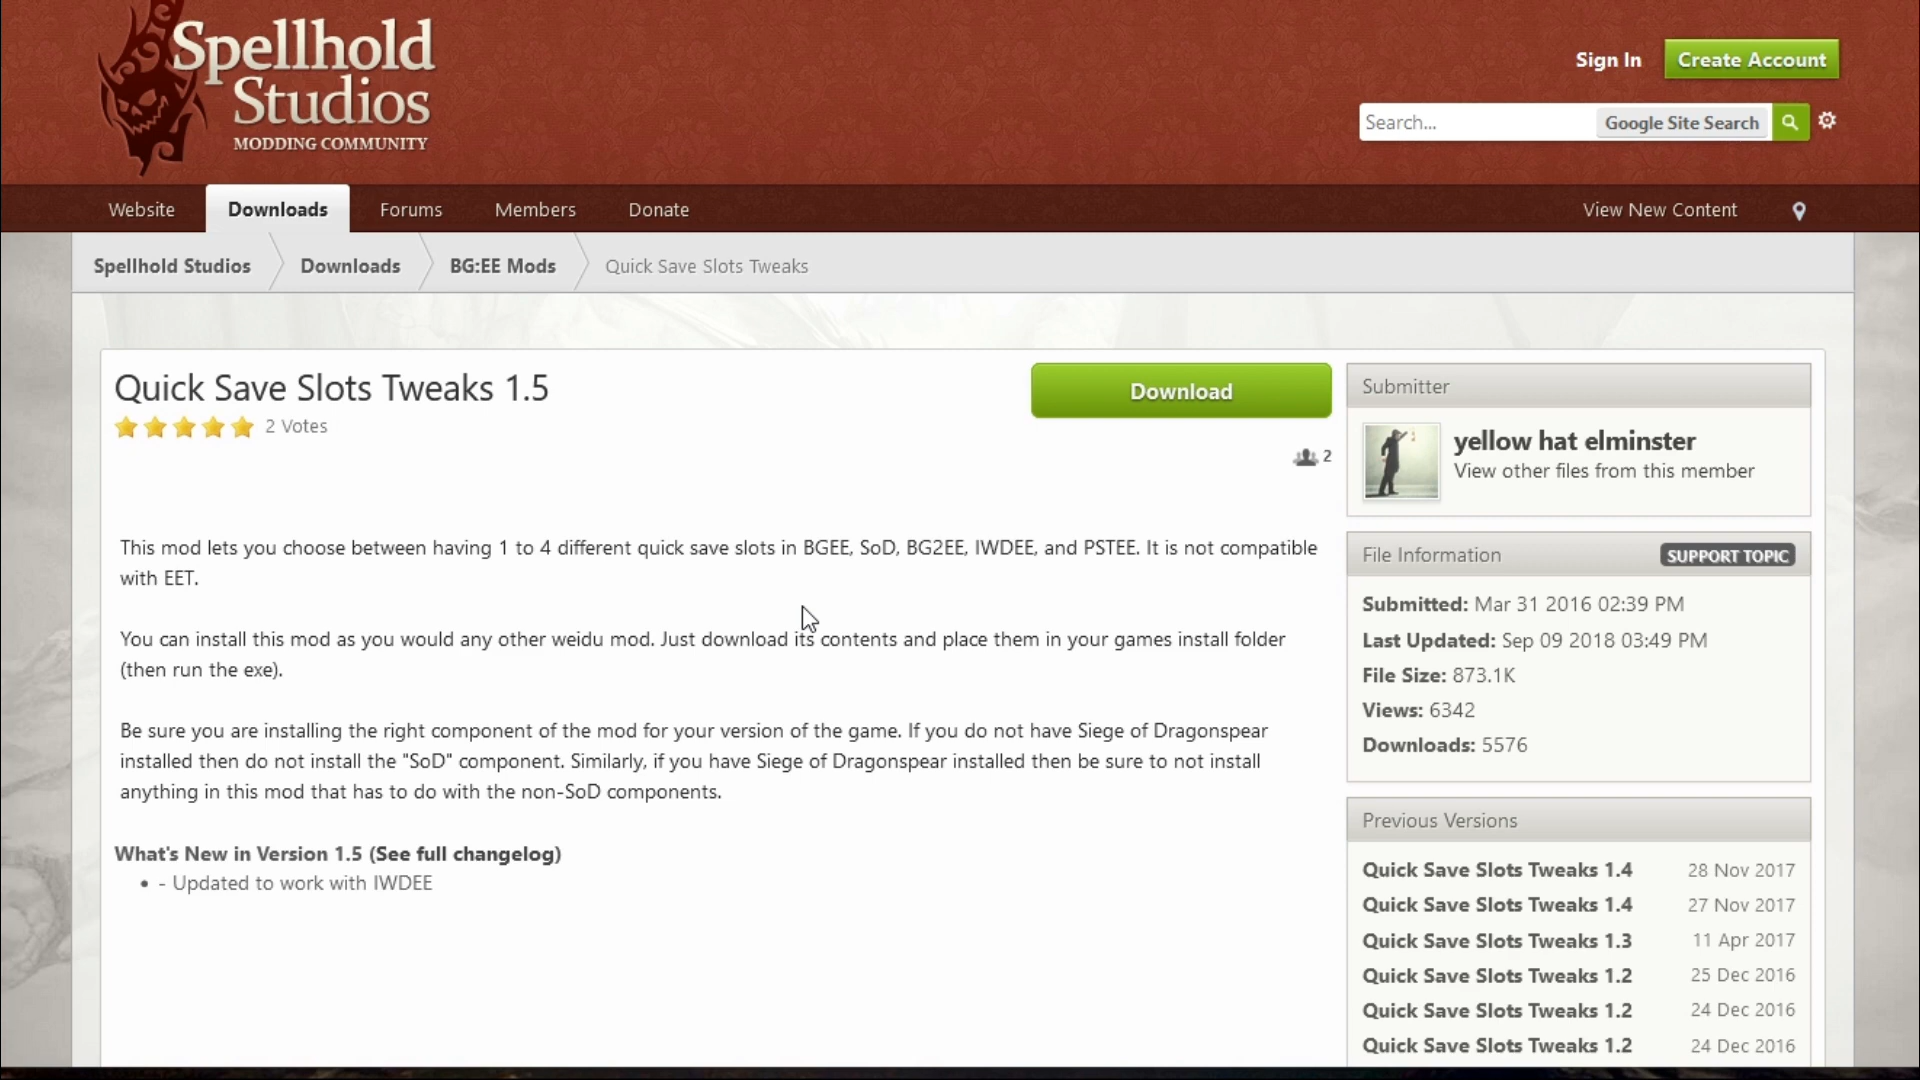 Spellhold
Studios
MODDING COMMUNITY
Sign In
Create Account
Search...
Google Site Search
Website
Downloads
Forums
Members
Donate
View New Content
Spellhold Studios
Downloads
BG:EE Mods
Quick Save Slots Tweaks
Quick Save Slots Tweaks 1.5
2 Votes
Download
2
This mod lets you choose between having 1 to 4 different quick save slots in BGEE, SoD, BG2EE, IWDEE, and PSTEE. It is not compatible
with EET.
You can install this mod as you would any other weidu mod. Just download its contents and place them in your games install folder
(then run the exe).
Be sure you are installing the right component of the mod for your version of the game. If you do not have Siege of Dragonspear
installed then do not install the "SoD" component. Similarly, if you have Siege of Dragonspear installed then be sure to not install
anything in this mod that has to do with the non-SoD components.
What's New in Version 1.5 (See full changelog)
• - Updated to work with IWDEE
Submitter
yellow hat elminster
View other files from this member
File Information
SUPPORT TOPIC
Submitted: Mar 31 2016 02:39 PM
Last Updated: Sep 09 2018 03:49 PM
File Size: 873.1K
Views: 6342
Downloads: 5576
Previous Versions
Quick Save Slots Tweaks 1.4 28 Nov 2017
Quick Save Slots Tweaks 1.4 27 Nov 2017
Quick Save Slots Tweaks 1.3 11 Apr 2017
Quick Save Slots Tweaks 1.2 25 Dec 2016
Quick Save Slots Tweaks 1.2 24 Dec 2016
Quick Save Slots Tweaks 1.2 24 Dec 2016